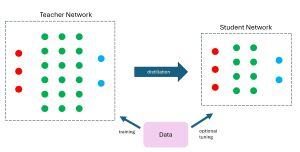 Teacher Network
Student Network
distillation
training
Data
optional
tuning